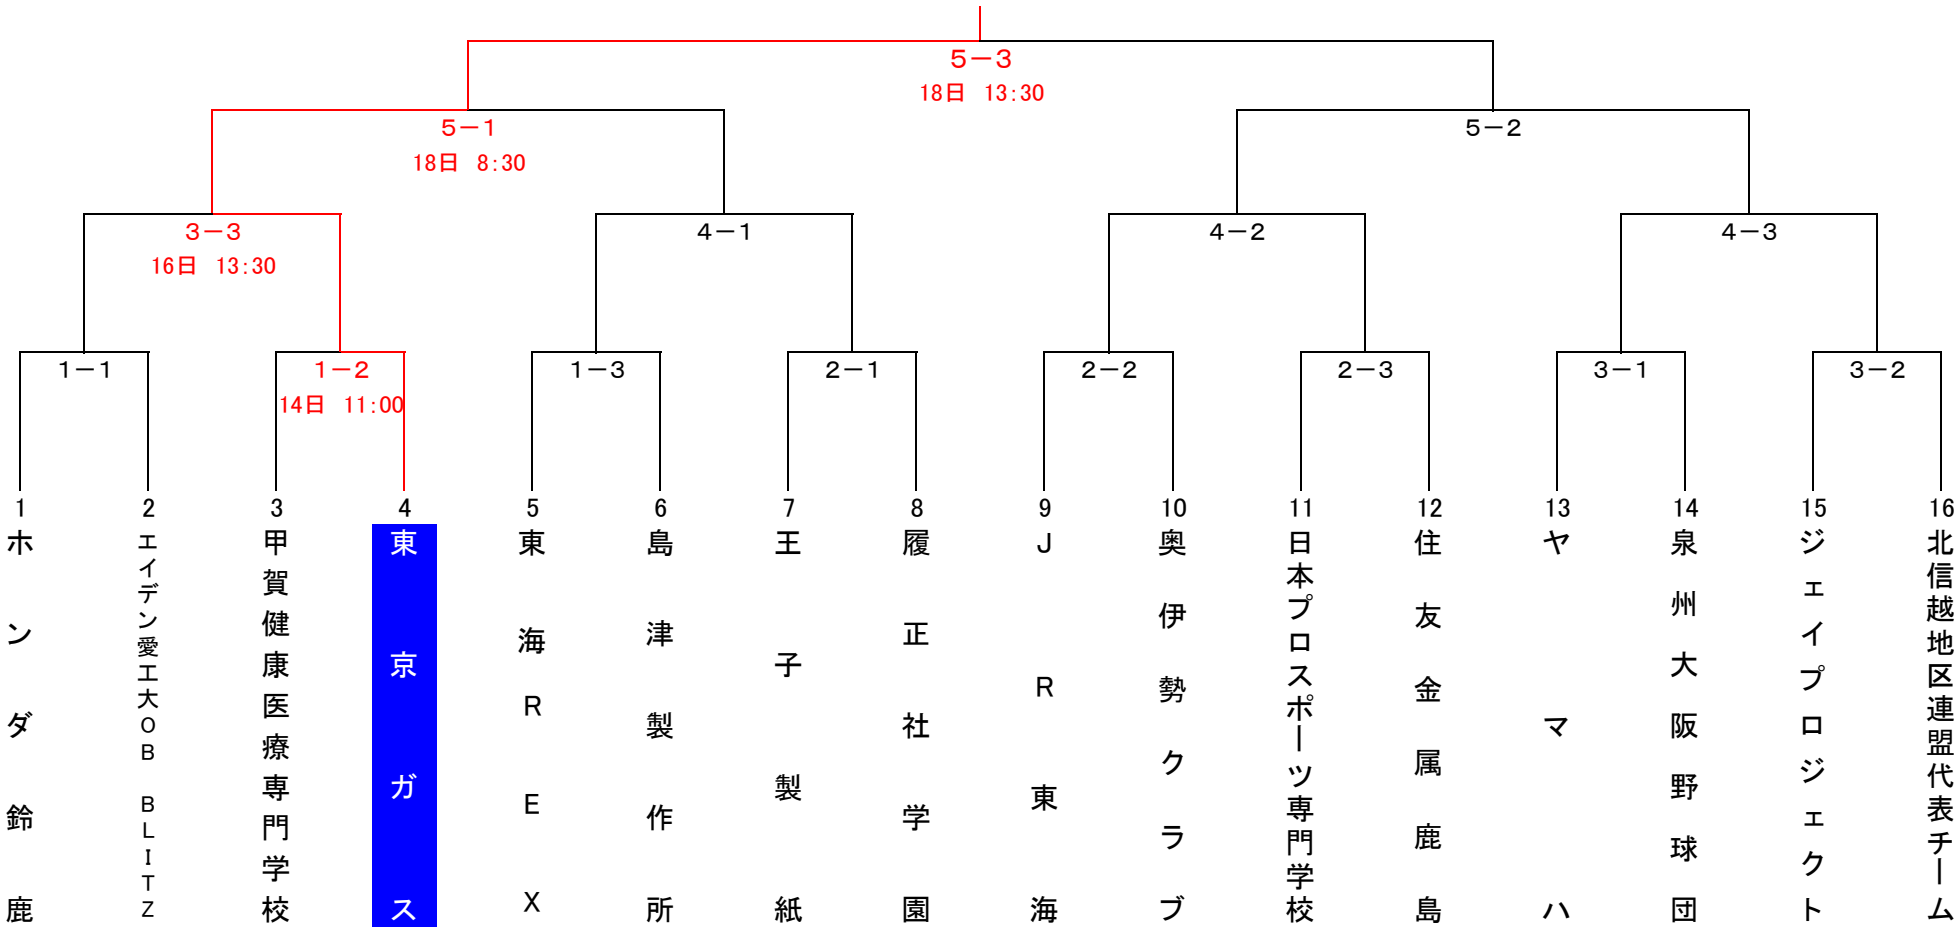 ５－３
18日 13:30
５－１
18日 8:30
５－２
３－３
16日 13:30
４－１
４－２
４－３
１－１
１－２
14日 11:00
１－３
２－１
２－２
２－３
３－１
３－２
1
ホンダ鈴鹿
2
エイデン愛工大OB BLITZ
3
甲賀健康医療専門学校
4
東京ガス
5
東海REX
6
島津製作所
7
王子製紙
8
履正社学園
9
JR東海
10
奥伊勢クラブ
11
日本プロスポーツ専門学校
12
住友金属鹿島
13
ヤマハ
14
泉州大阪野球団
15
ジェイプロジェクト
16
北信越地区連盟代表チーム